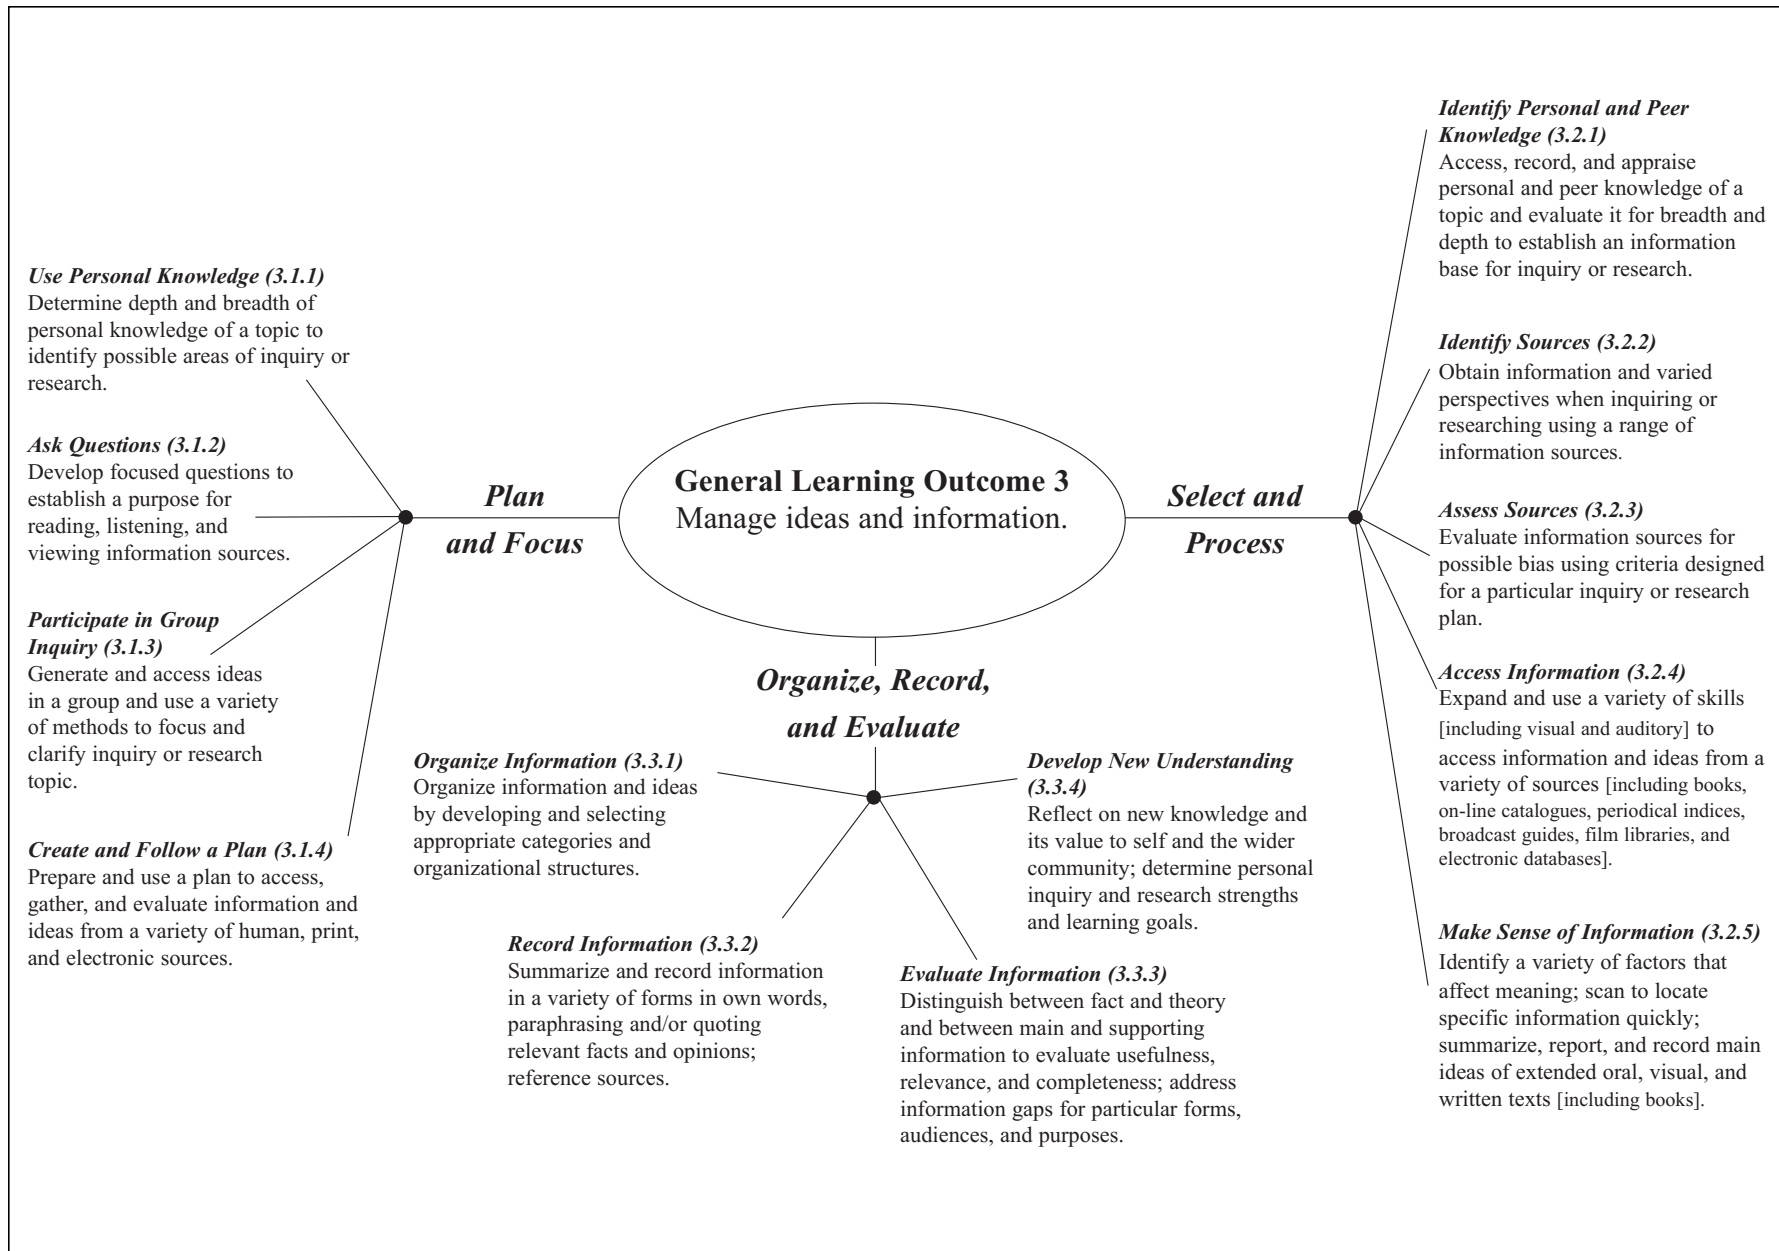 General Learning Outcome 3
Manage ideas and information.
Plan
and Focus
Use Personal Knowledge (3.1.1)
Determine depth and breadth of
personal knowledge of a topic to
identify possible areas of inquiry or
research.
Ask Questions (3.1.2)
Develop focused questions to
establish a purpose for
reading, listening, and
viewing information sources.
Participate in Group
Inquiry (3.1.3)
Generate and access ideas
in a group and use a variety
of methods to focus and
clarify inquiry or research
topic.
Create and Follow a Plan (3.1.4)
Prepare and use a plan to access,
gather, and evaluate information and
ideas from a variety of human, print,
and electronic sources.
Select and
Process
Identify Personal and Peer
Knowledge (3.2.1)
Access, record, and appraise
personal and peer knowledge of a
topic and evaluate it for breadth and
depth to establish an information
base for inquiry or research.
Identify Sources (3.2.2)
Obtain information and varied
perspectives when inquiring or
researching using a range of
information sources.
Assess Sources (3.2.3)
Evaluate information sources for
possible bias using criteria designed
for a particular inquiry or research
plan.
Access Information (3.2.4)
Expand and use a variety of skills
[including visual and auditory] to
access information and ideas from a
variety of sources [including books,
on-line catalogues, periodical indices,
broadcast guides, film libraries, and
electronic databases].
Make Sense of Information (3.2.5)
Identify a variety of factors that
affect meaning; scan to locate
specific information quickly;
summarize, report, and record main
ideas of extended oral, visual, and
written texts [including books].
Organize, Record,
and Evaluate
Organize Information (3.3.1)
Organize information and ideas
by developing and selecting
appropriate categories and
organizational structures.
Record Information (3.3.2)
Summarize and record information
in a variety of forms in own words,
paraphrasing and/or quoting
relevant facts and opinions;
reference sources.
Evaluate Information (3.3.3)
Distinguish between fact and theory
and between main and supporting
information to evaluate usefulness,
relevance, and completeness; address
information gaps for particular forms,
audiences, and purposes.
Develop New Understanding
(3.3.4)
Reflect on new knowledge and
its value to self and the wider
community; determine personal
inquiry and research strengths
and learning goals.